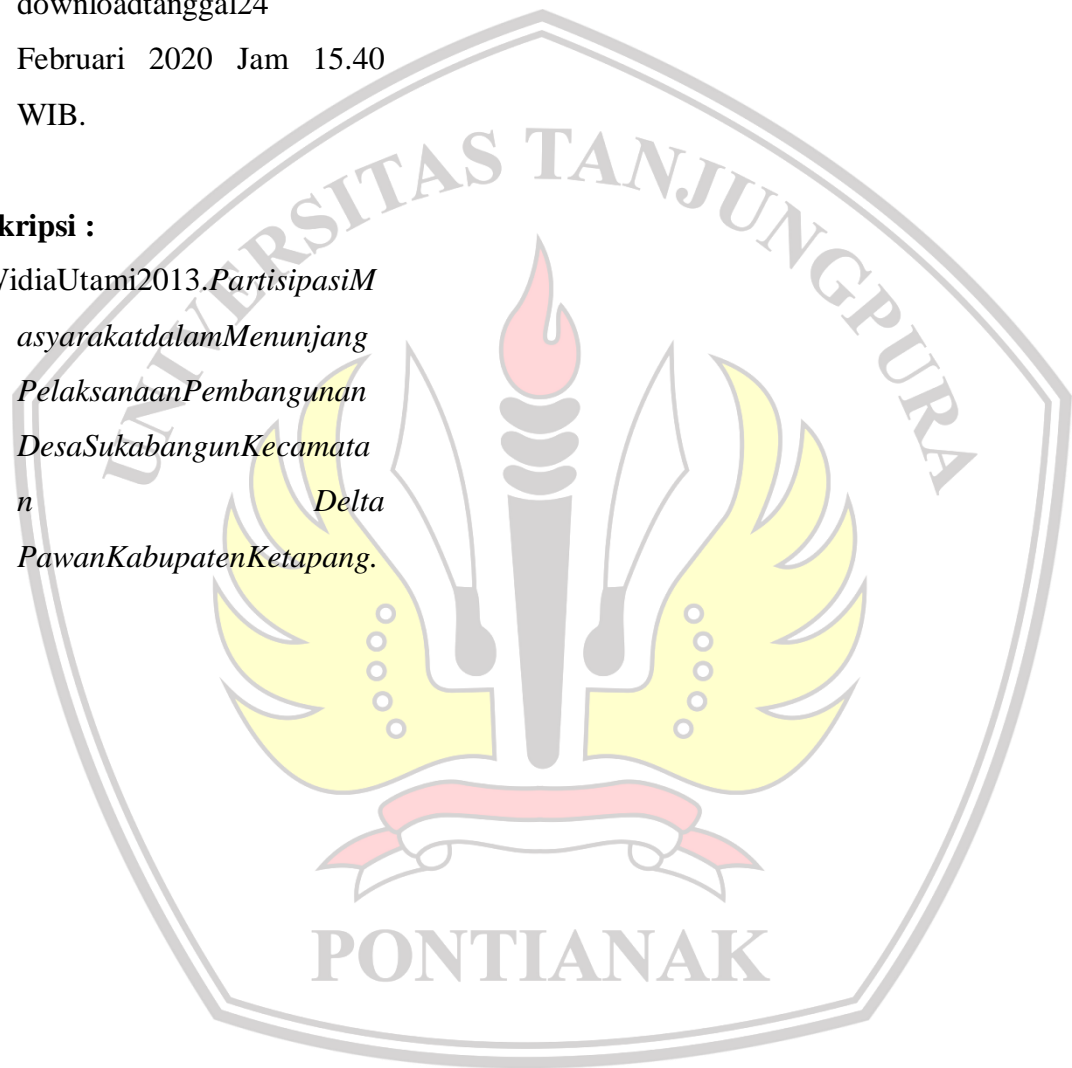 downloadtanggal24
Februari 2020 Jam 15.40
WIB.
kripsi :
VidiaUtami2013.PartisipasiM
asyarakatdalamMenunjang
PelaksanaanPembangunan
DesaSukabangunKecamata
n Delta
PawanKabupatenKetapang.
UNIVERSITAS TANJUNGPURA
PONTIANAK